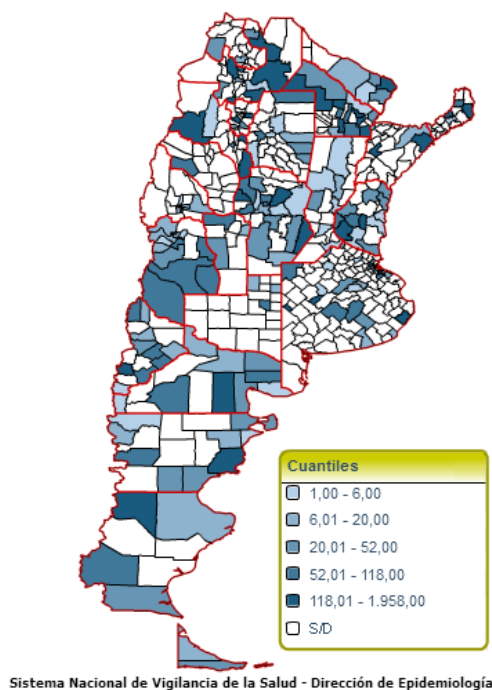 Cuantiles
1,00 - 6,00
6,01 - 20,00
20,01 - 52,00
52,01 - 118,00
118,01 - 1.958,00
S/D
Sistema Nacional de Vigilancia de la Salud - Dirección de Epidemiología